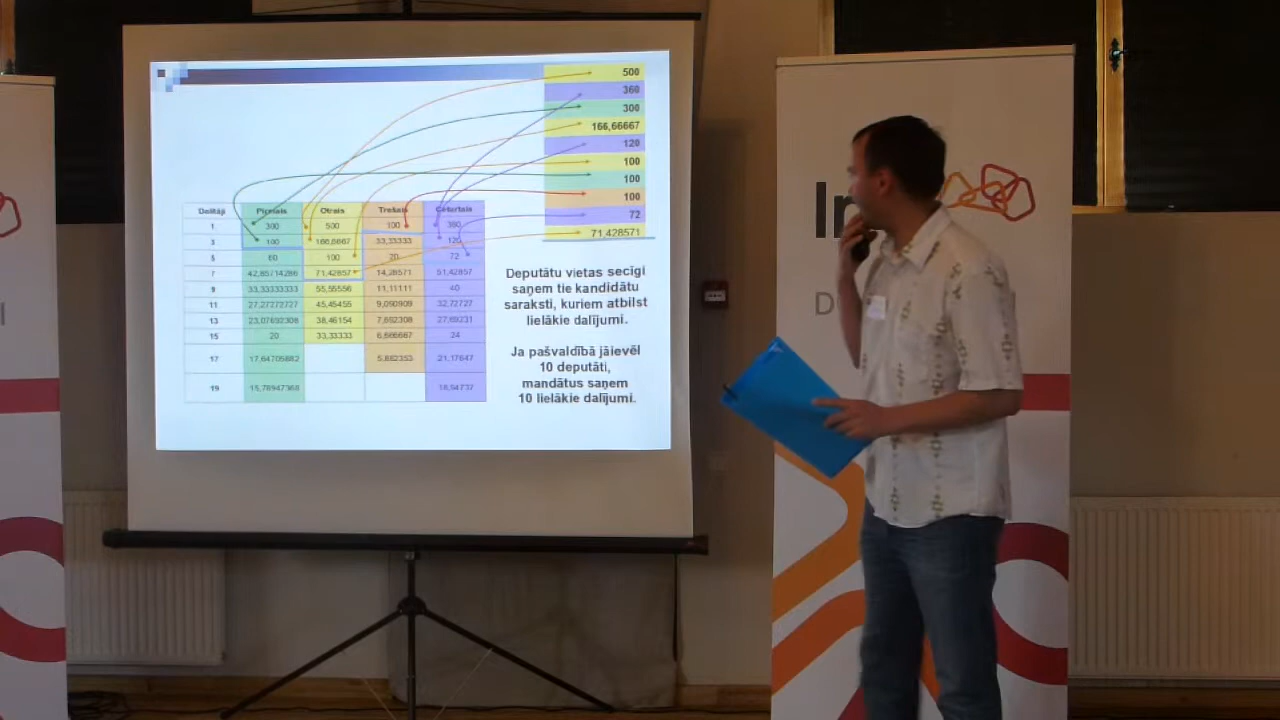 500
360
300
166,66667
120
100
100
100
72
71,428571
Dalītāji Pirmais Otrais Trešais Ceturtais
1 300 500 100 360
3 100 166,6667 33,33333 120
5 60 100 20 72
7 42,85714286 71,42857 14,28571 51,42857
9 33,33333333 55,55556 11,11111 40
11 27,27272727 45,45455 9,090909 32,72727
13 23,07692308 38,46154 7,692308 27,69231
15 20 33,33333 6,666667 24
17 17,64705882 5,882353 21,17647
19 15,78947368 18,94737
Deputātu vietas secīgi
saņem tie kandidātu
saraksti, kuriem atbilst
lielākie dalījumi.
Ja pašvaldībā jāievēl
10 deputāti,
mandātus saņem
10 lielākie dalījumi.
In
D